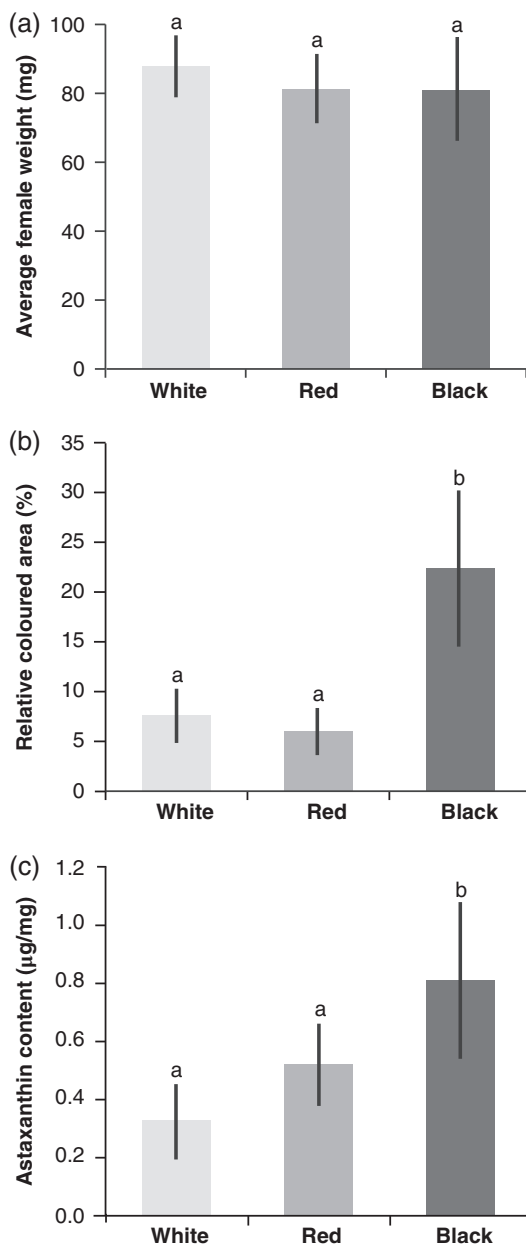 (a)
Average female weight (mg)
100
80
60
40
20
0
a
a
a
White
Red
Black
(b)
Relative coloured area (%)
35
30
25
20
15
10
5
0
a
a
b
White
Red
Black
(c)
Astaxanthin content (μg/mg)
1.2
1.0
0.8
0.6
0.4
0.2
0.0
a
a
b
White
Red
Black